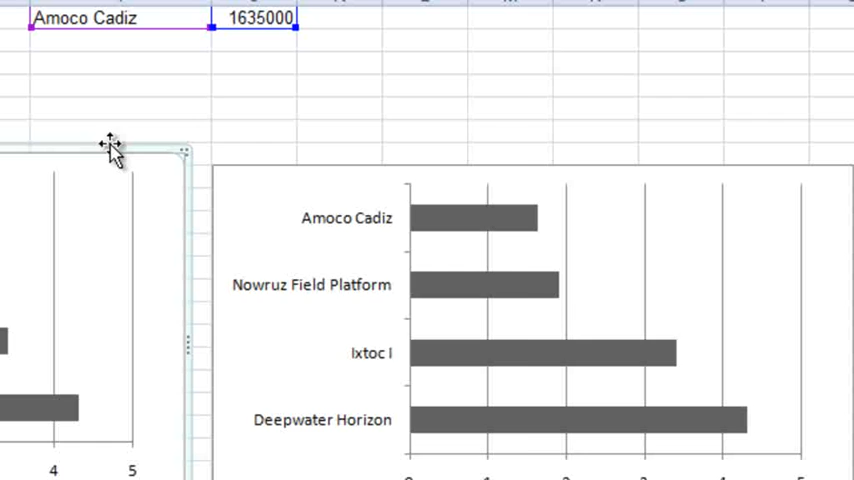 Amoco Cadiz 1635000
Amoco Cadiz
Nowruz Field Platform
Ixtoc I
Deepwater Horizon
4 5